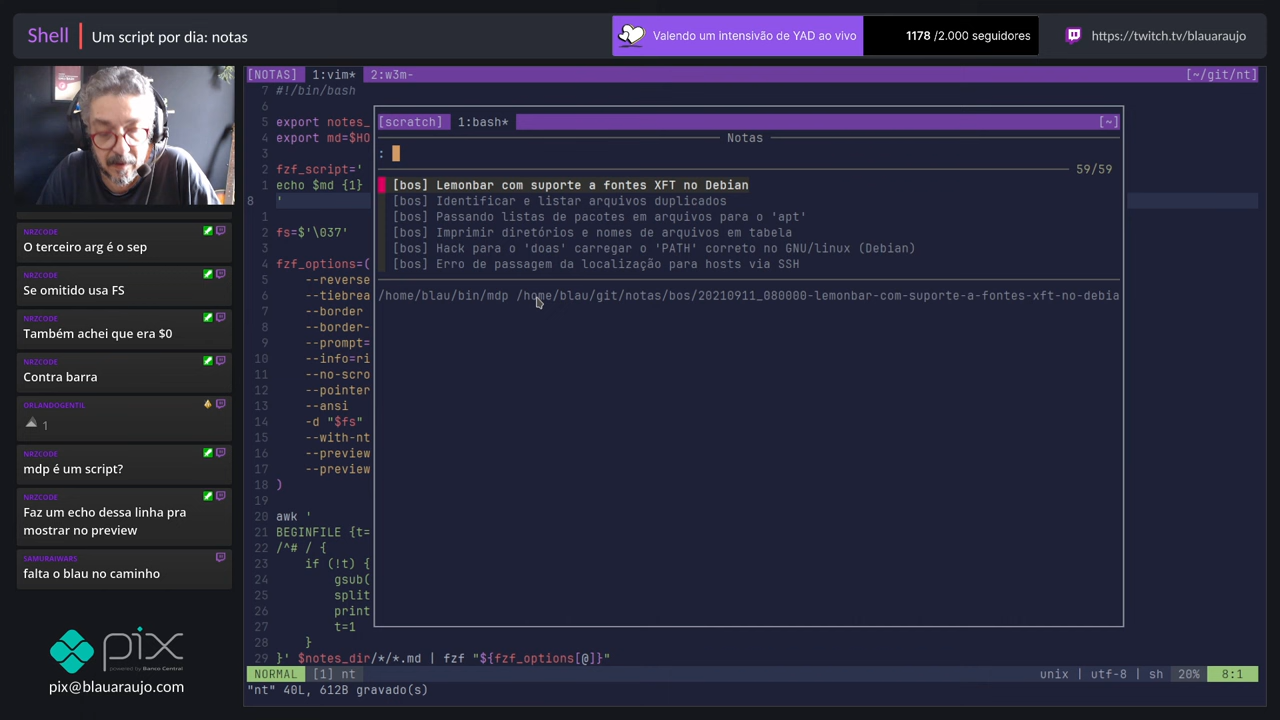 Shell
Um script por dia: notas
Valendo um intensivão de YAD ao vivo
1178 /2.000 seguidores
https://twitch.tv/blauaraujo
[NOTAS] 1:vim* 2:w3m-
[~/git/nt]
7 #!/bin/bash
6
5 export notes_
4 export md=$HO
3
2 fzf_script='
1 echo $md {1}
8 '
1
2 fs=$'\037'
3
4 fzf_options=(
5 --reverse
6 --tiebrea
7 --border
8 --border-
9 --prompt=
10 --info=ri
11 --no-scro
12 --pointer
13 --ansi
14 -d "$fs"
15 --with-nt
16 --preview
17 --preview
18 )
19
20 awk '
21 BEGINFILE {t=
22 /^# / {
23 if (!t) {
24 gsub(
25 split
26 print
27 t=1
28 }
29 }' $notes_dir/*/*.md | fzf "${fzf_options[@]}"
NORMAL [1] nt
unix | utf-8 | sh 20% 8:1
"nt" 40L, 612B gravado(s)
[scratch] 1:bash*
[~]
Notas
:
59/59
[bos] Lemonbar com suporte a fontes XFT no Debian
[bos] Identificar e listar arquivos duplicados
[bos] Passando listas de pacotes em arquivos para o 'apt'
[bos] Imprimir diretórios e nomes de arquivos em tabela
[bos] Hack para o 'doas' carregar o 'PATH' correto no GNU/linux (Debian)
[bos] Erro de passagem da localização para hosts via SSH
/home/blau/bin/mdp /home/blau/git/notas/bos/20210911_080000-lemonbar-com-suporte-a-fontes-xft-no-debia
NRZCODE
O terceiro arg é o sep
NRZCODE
Se omitido usa FS
NRZCODE
Também achei que era $0
NRZCODE
Contra barra
ORLANDOGENTIL
1
NRZCODE
mdp é um script?
NRZCODE
Faz um echo dessa linha pra
mostrar no preview
SAMURAIWARS
falta o blau no caminho
pix
powered by Banco Central
pix@blauaraujo.com